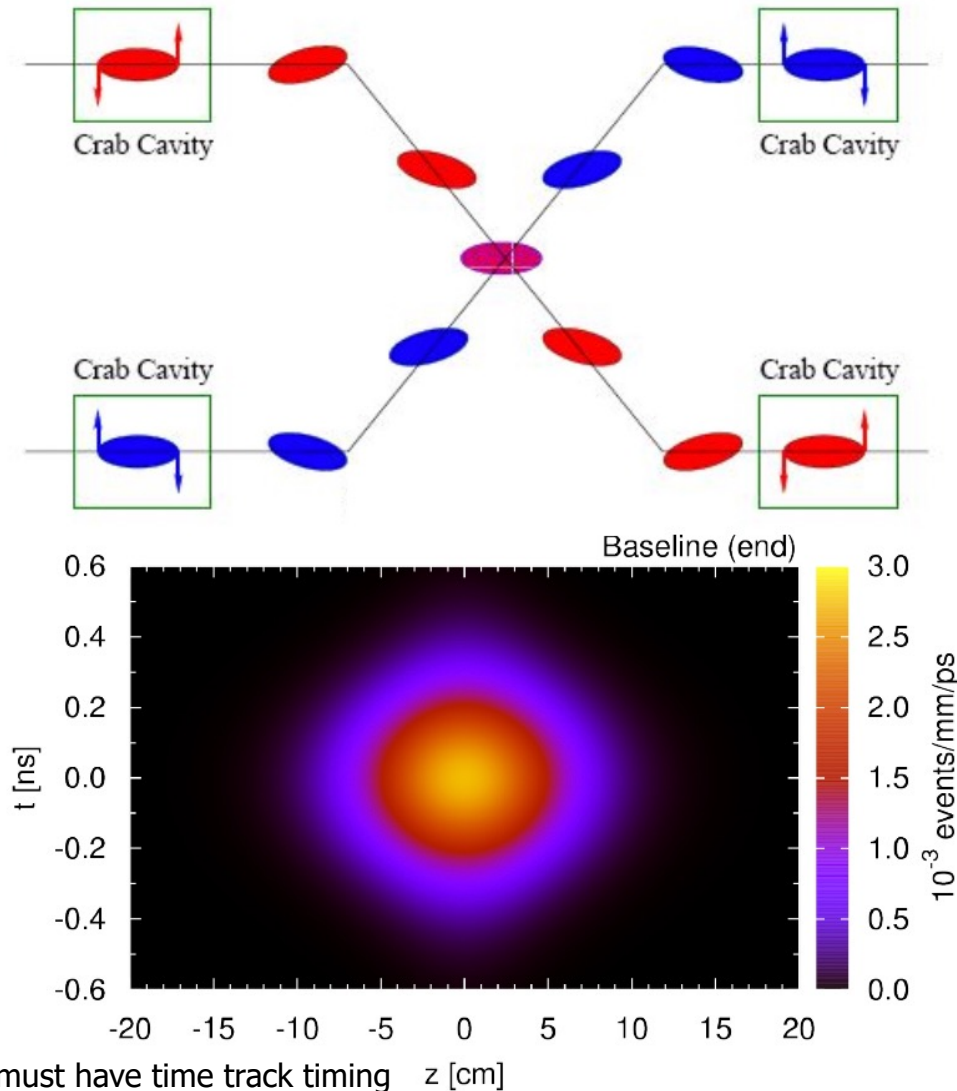 Crab Cavity Crab Cavity
Crab Cavity Crab Cavity
Baseline (end)
0.6 3.0
0.4 2.5
0.2 2.0
0.0 1.5
-0.2 1.0
-0.4 0.5
-0.6 0.0
t [ns]
10-3 events/mm/ps
-20 -15 -10 -5 0 5 10 15 20
must have time track timing z [cm]